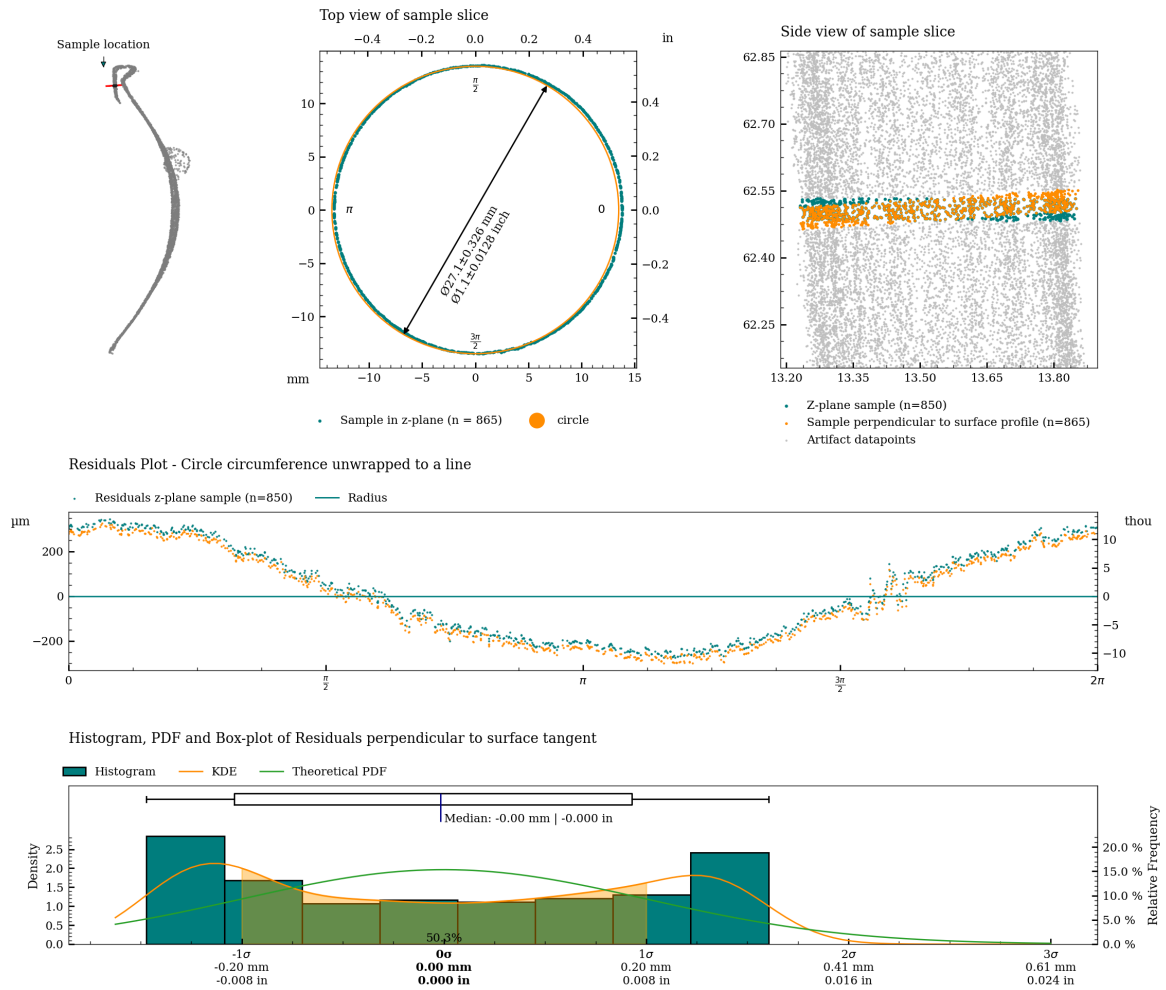 Top view of sample slice
Sample location
−0.4 −0.2 0.0 0.2 0.4 in
10
5
0
−5
−10
π/2
π
0
3π/2
Ø27.1±0.326 mm
Ø1.1±0.0128 inch
0.4
0.2
0.0
−0.2
−0.4
mm −10 −5 0 5 10 15
Sample in z-plane (n = 865) circle
Side view of sample slice
62.85
62.70
62.55
62.40
62.25
13.20 13.35 13.50 13.65 13.80
Z-plane sample (n=850)
Sample perpendicular to surface profile (n=865)
Artifact datapoints
Residuals Plot - Circle circumference unwrapped to a line
Residuals z-plane sample (n=850) Radius
µm
200
0
−200
thou
10
5
0
−5
−10
0 π/2 π 3π/2 2π
Histogram, PDF and Box-plot of Residuals perpendicular to surface tangent
Histogram KDE Theoretical PDF
Median: -0.00 mm | -0.000 in
Density
2.5
2.0
1.5
1.0
0.5
0.0
50.3%
Relative Frequency
20.0 %
15.0 %
10.0 %
5.0 %
0.0 %
-1σ 0σ 1σ 2σ 3σ
-0.20 mm 0.00 mm 0.20 mm 0.41 mm 0.61 mm
-0.008 in 0.000 in 0.008 in 0.016 in 0.024 in